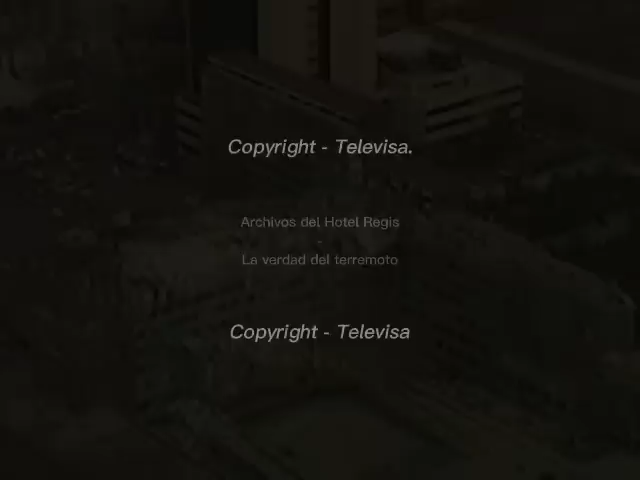 Copyright - Televisa.
Archivos del Hotel Regis
La verdad del terremoto
Copyright - Televisa